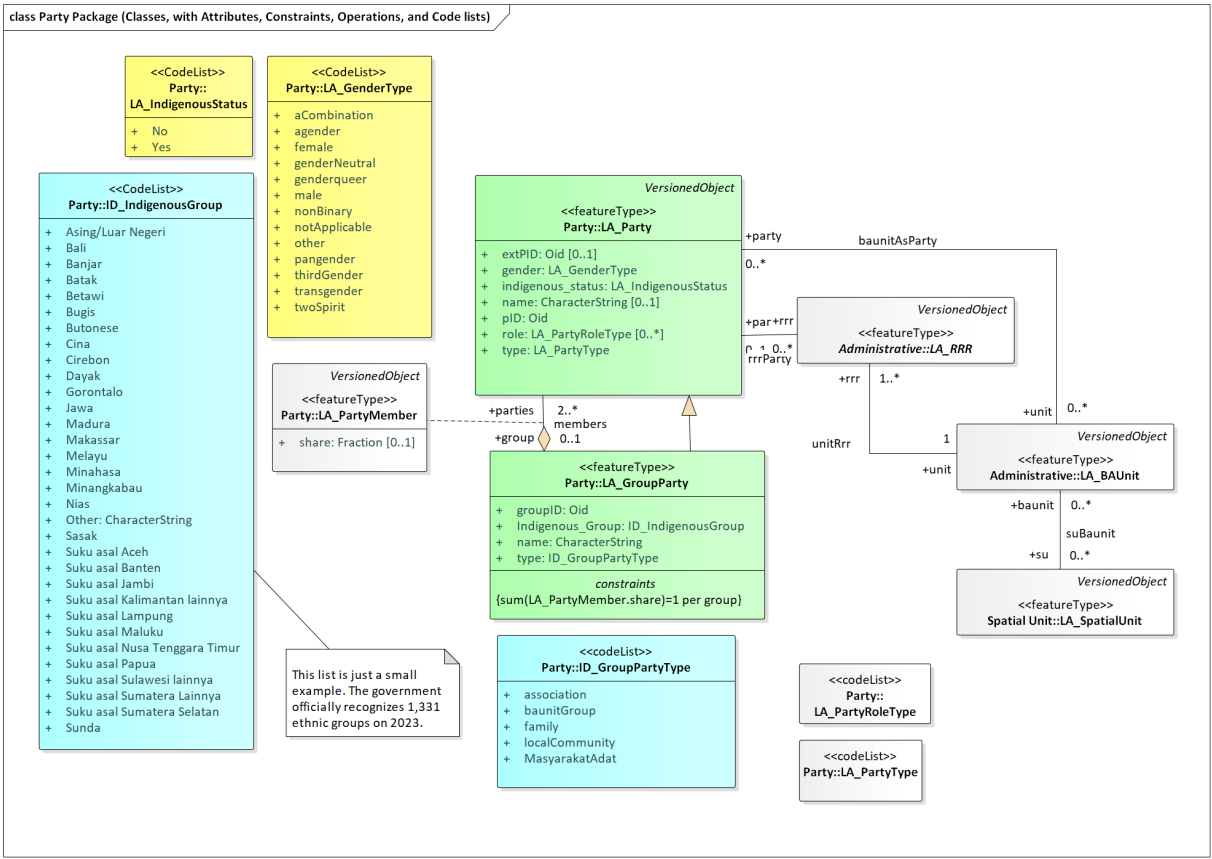 class Party Package (Classes, with Attributes, Constraints, Operations, and Code lists)
<<CodeList>>
Party::
LA_IndigenousStatus
+ No
+ Yes
<<CodeList>>
Party::LA_GenderType
+ aCombination
+ agender
+ female
+ genderNeutral
+ genderqueer
+ male
+ nonBinary
+ notApplicable
+ other
+ pangender
+ thirdGender
+ transgender
+ twoSpirit
<<CodeList>>
Party::ID_IndigenousGroup
+ Asing/Luar Negeri
+ Bali
+ Banjar
+ Batak
+ Betawi
+ Bugis
+ Butonese
+ Cina
+ Cirebon
+ Dayak
+ Gorontalo
+ Jawa
+ Madura
+ Makassar
+ Melayu
+ Minahasa
+ Minangkabau
+ Nias
+ Other: CharacterString
+ Sasak
+ Suku asal Aceh
+ Suku asal Banten
+ Suku asal Jambi
+ Suku asal Kalimantan lainnya
+ Suku asal Lampung
+ Suku asal Maluku
+ Suku asal Nusa Tenggara Timur
+ Suku asal Papua
+ Suku asal Sulawesi lainnya
+ Suku asal Sumatera Lainnya
+ Suku asal Sumatera Selatan
+ Sunda
VersionedObject
<<featureType>>
Party::LA_Party
+ extPID: Oid [0..1]
+ gender: LA_GenderType
+ indigenous_status: LA_IndigenousStatus
+ name: CharacterString [0..1]
+ pID: Oid
+ role: LA_PartyRoleType [0..*]
+ type: LA_PartyType
+party
0..*
baunitAsParty
+par +rrr
0..*
rrrParty
VersionedObject
<<featureType>>
Administrative::LA_RRR
+rrr 1..*
unitRrr
1
+unit
+unit 0..*
VersionedObject
<<featureType>>
Party::LA_PartyMember
+ share: Fraction [0..1]
+parties 2..*
members
+group 0..1
<<featureType>>
Party::LA_GroupParty
+ groupID: Oid
+ Indigenous_Group: ID_IndigenousGroup
+ name: CharacterString
+ type: ID_GroupPartyType
constraints
{sum(LA_PartyMember.share)=1 per group}
VersionedObject
<<featureType>>
Administrative::LA_BAUnit
+baunit 0..*
suBaunit
+su 0..*
VersionedObject
<<featureType>>
Spatial Unit::LA_SpatialUnit
This list is just a small
example. The government
officially recognizes 1,331
ethnic groups on 2023.
<<codeList>>
Party::ID_GroupPartyType
+ association
+ baunitGroup
+ family
+ localCommunity
+ MasyarakatAdat
<<codeList>>
Party::
LA_PartyRoleType
<<codeList>>
Party::LA_PartyType